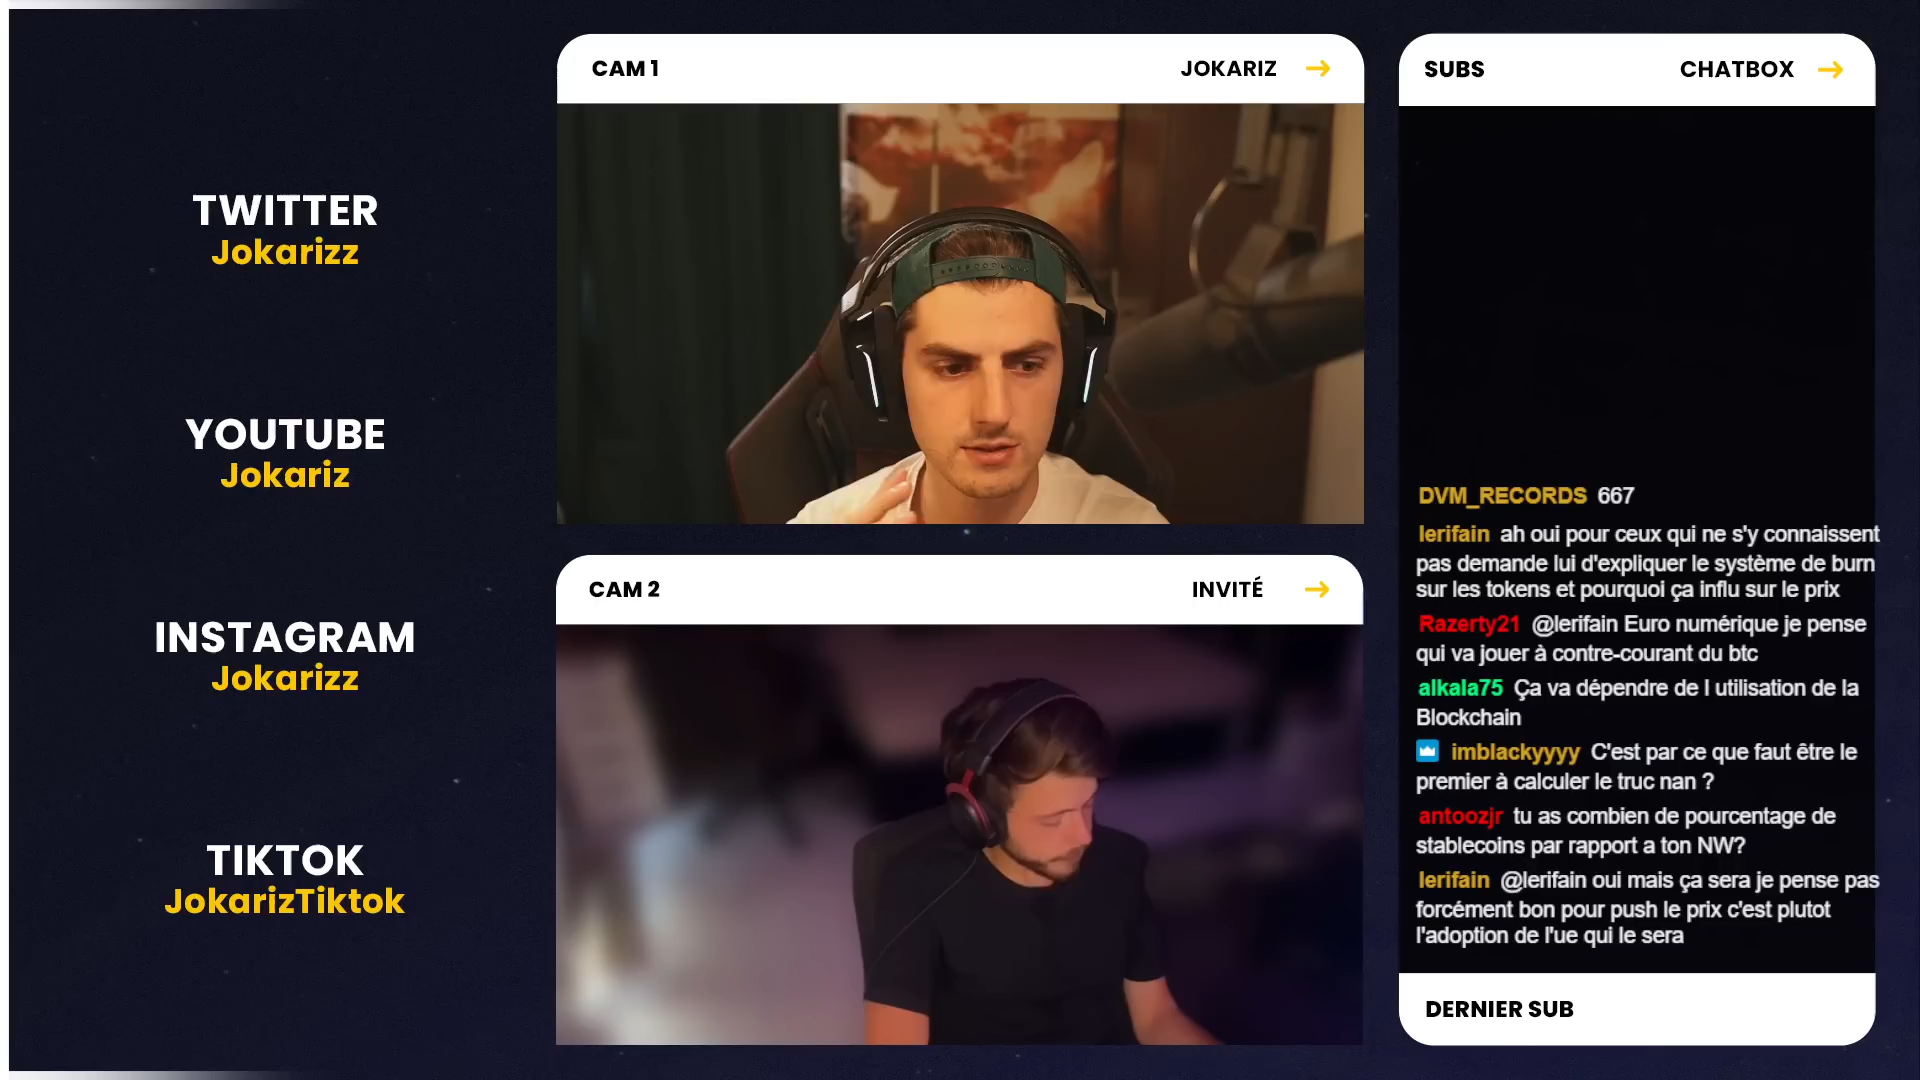 TWITTER
Jokarizz
YOUTUBE
Jokariz
INSTAGRAM
Jokarizz
TIKTOK
JokarizTiktok
CAM 1 JOKARIZ
CAM 2 INVITÉ
SUBS CHATBOX
DVM_RECORDS 667
lerifain ah oui pour ceux qui ne s'y connaissent
pas demande lui d'expliquer le système de burn
sur les tokens et pourquoi ça influ sur le prix
Razerty21 @lerifain Euro numérique je pense
qui va jouer à contre-courant du btc
alkala75 Ça va dépendre de l utilisation de la
Blockchain
imblackyyyy C'est par ce que faut être le
premier à calculer le truc nan ?
antoozjr tu as combien de pourcentage de
stablecoins par rapport a ton NW?
lerifain @lerifain oui mais ça sera je pense pas
forcément bon pour push le prix c'est plutot
l'adoption de l'ue qui le sera
DERNIER SUB